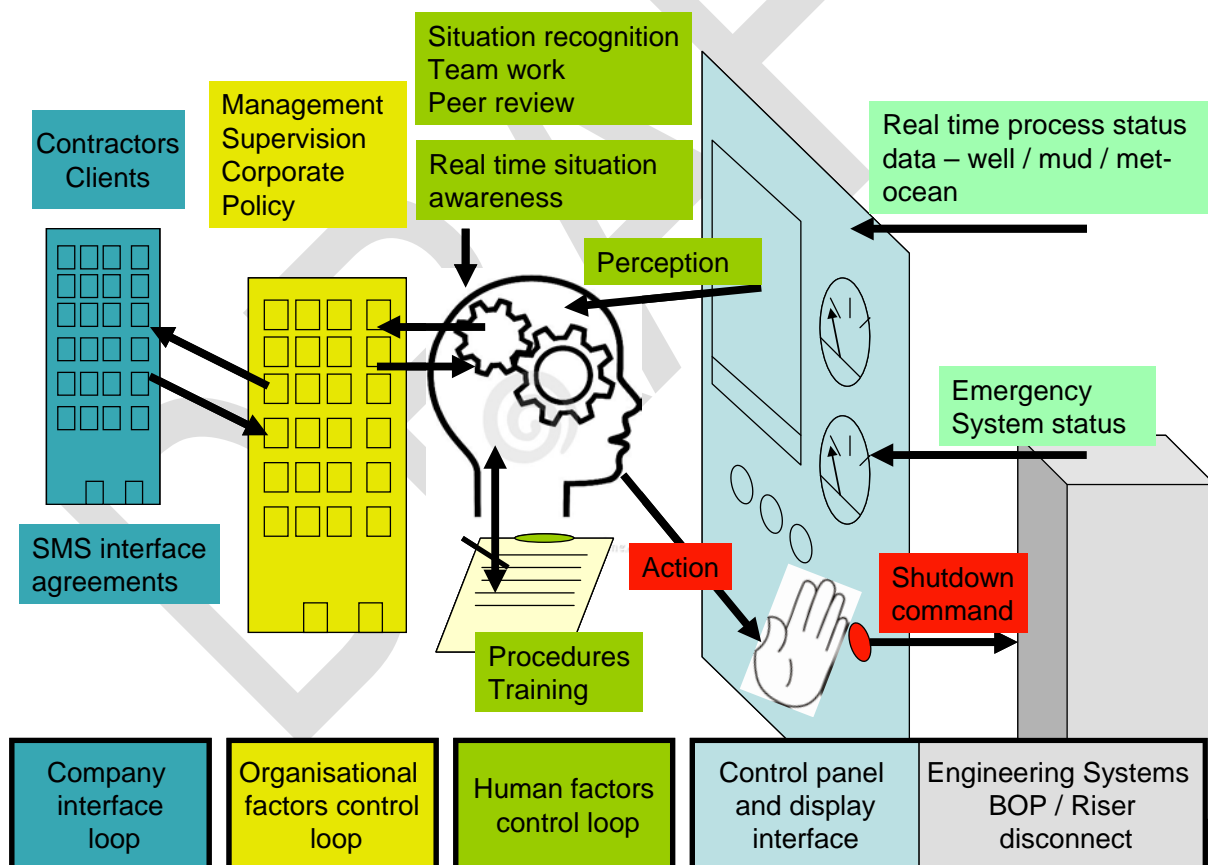 Contractors
Clients
Management
Supervision
Corporate
Policy
Situation recognition
Team work
Peer review
Real time situation
awareness
Perception
Real time process status
data – well / mud / met-
ocean
Emergency
System status
SMS interface
agreements
Procedures
Training
Action
Shutdown
command
Company
interface
loop
Organisational
factors control
loop
Human factors
control loop
Control panel
and display
interface
Engineering Systems
BOP / Riser
disconnect